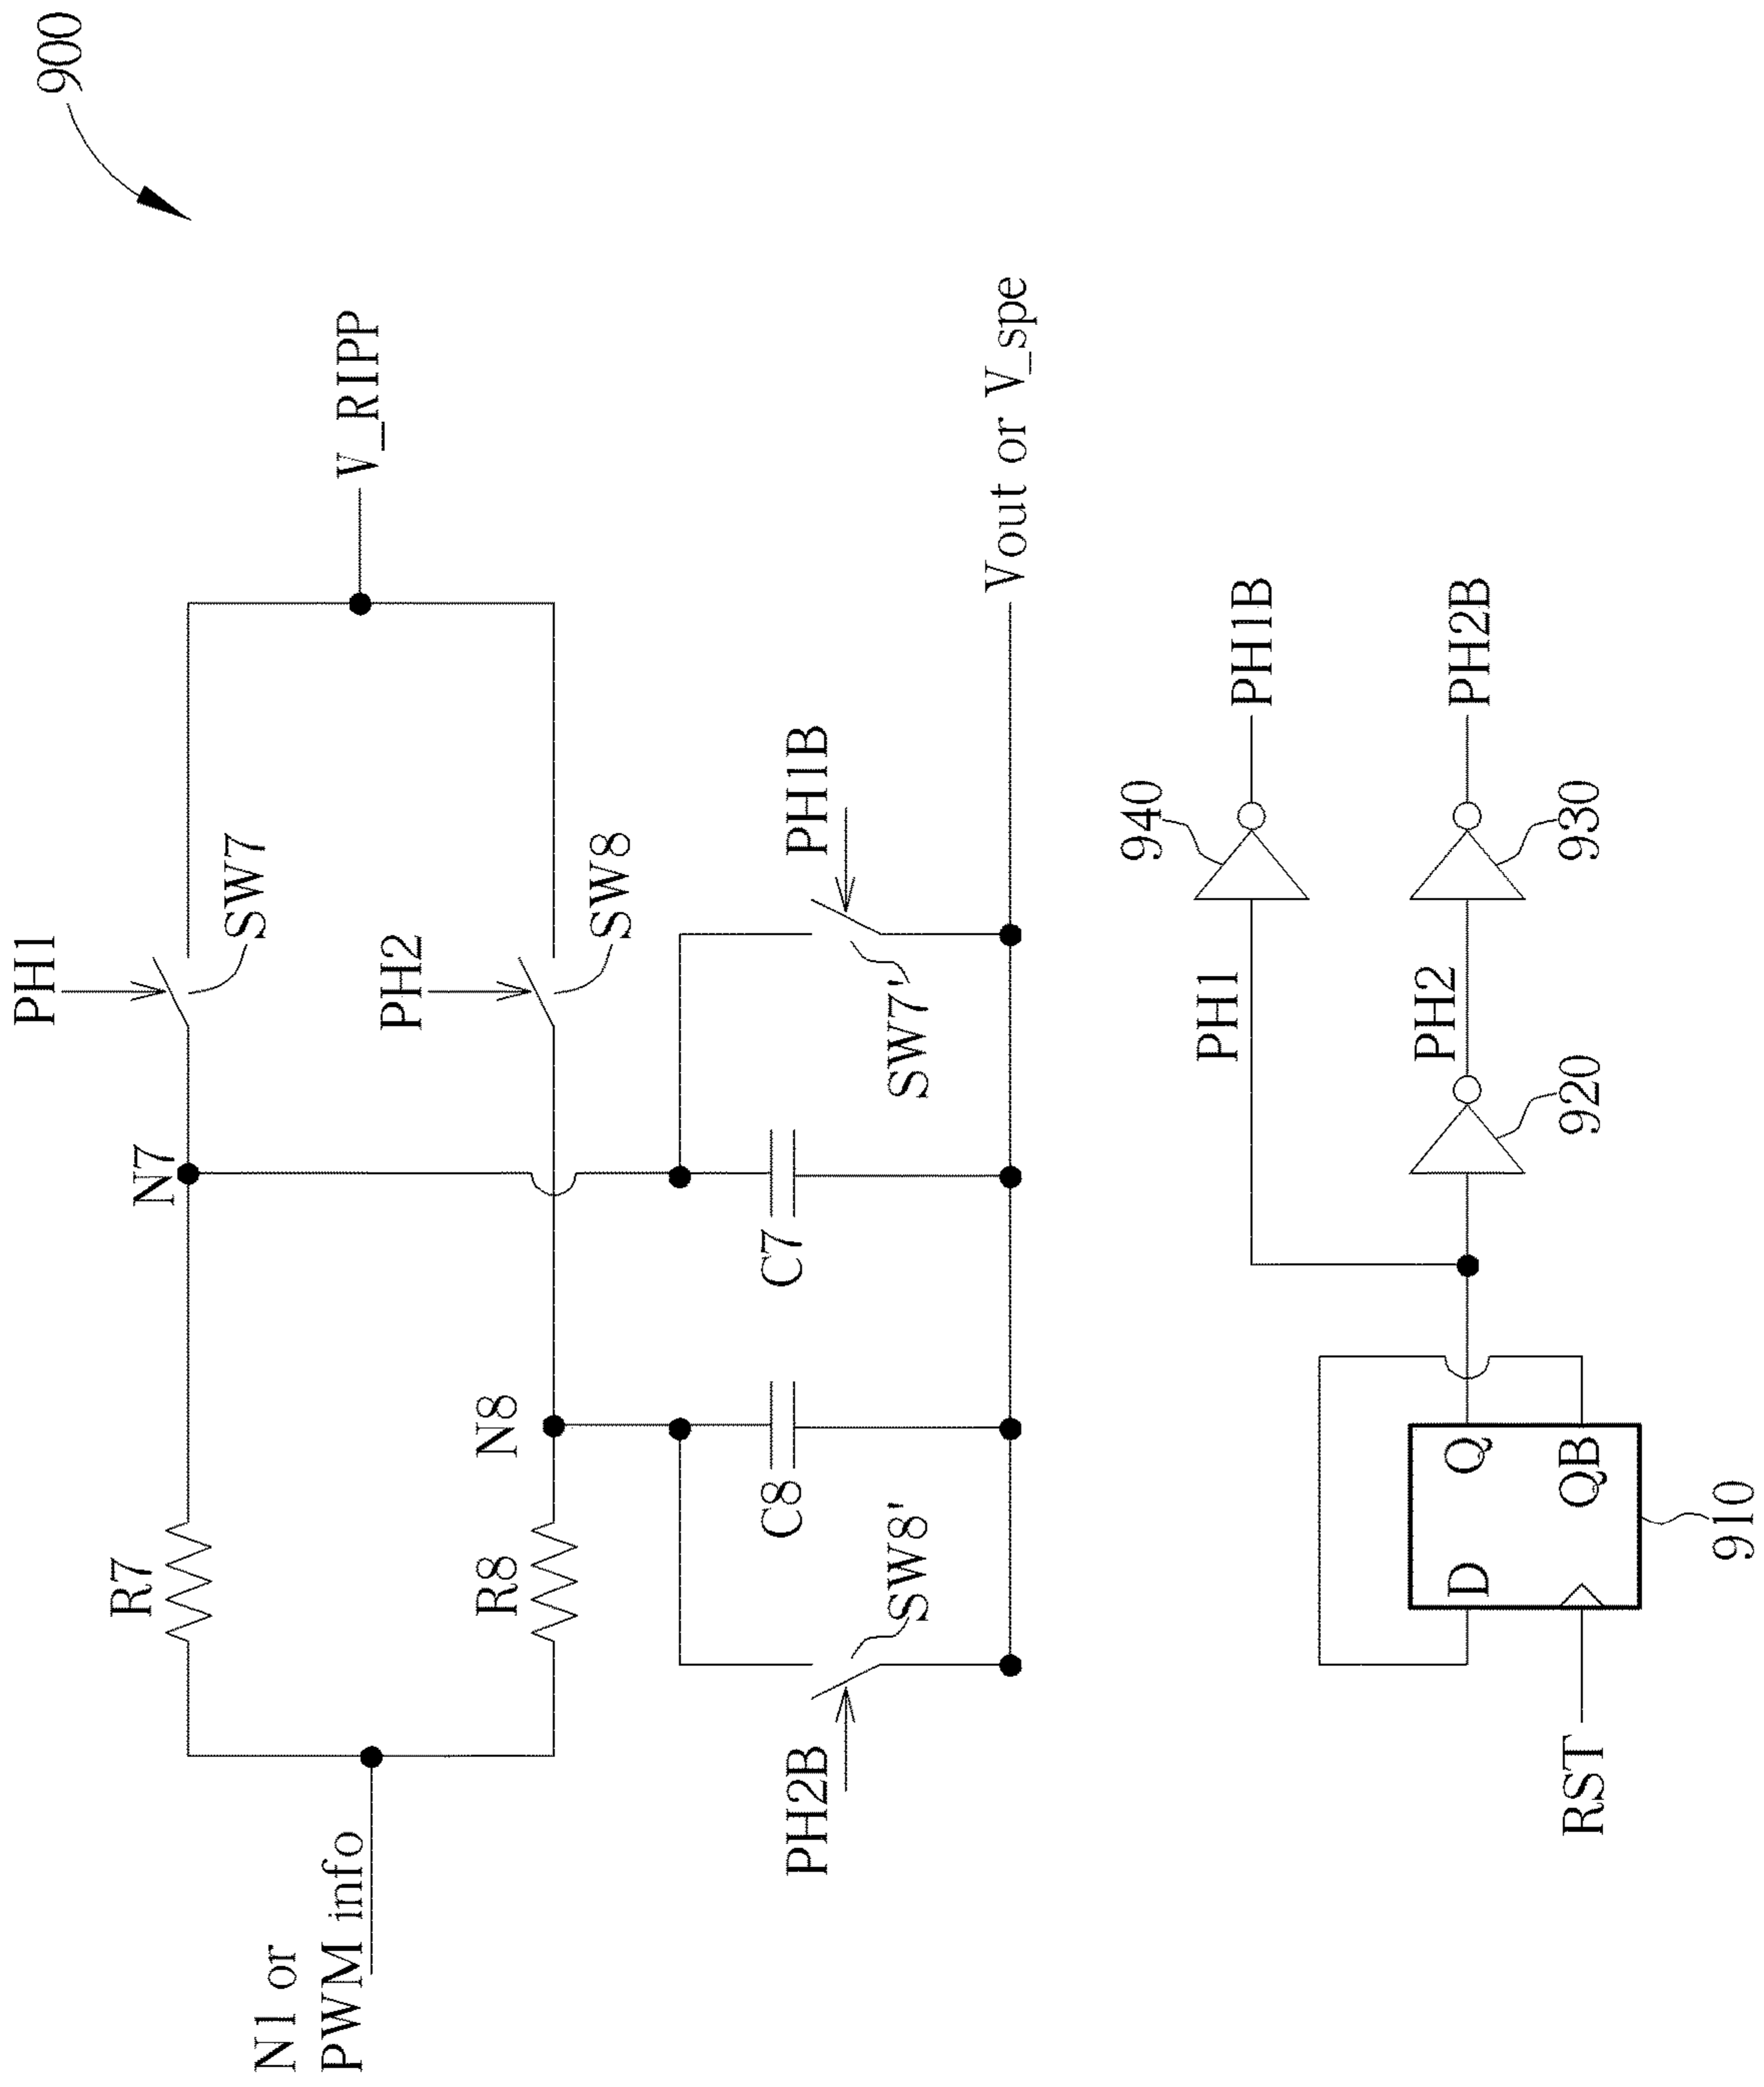 900
PH1
SW7
N7
R7
V_RIPP
N1 or
PWM info
PH2
SW8
N8
R8
PH1B
SW7'
C7
C8
SW8'
PH2B
Vout or V_spe
940
PH1B
PH1
PH2B
930
PH2
920
D
Q
QB
RST
910